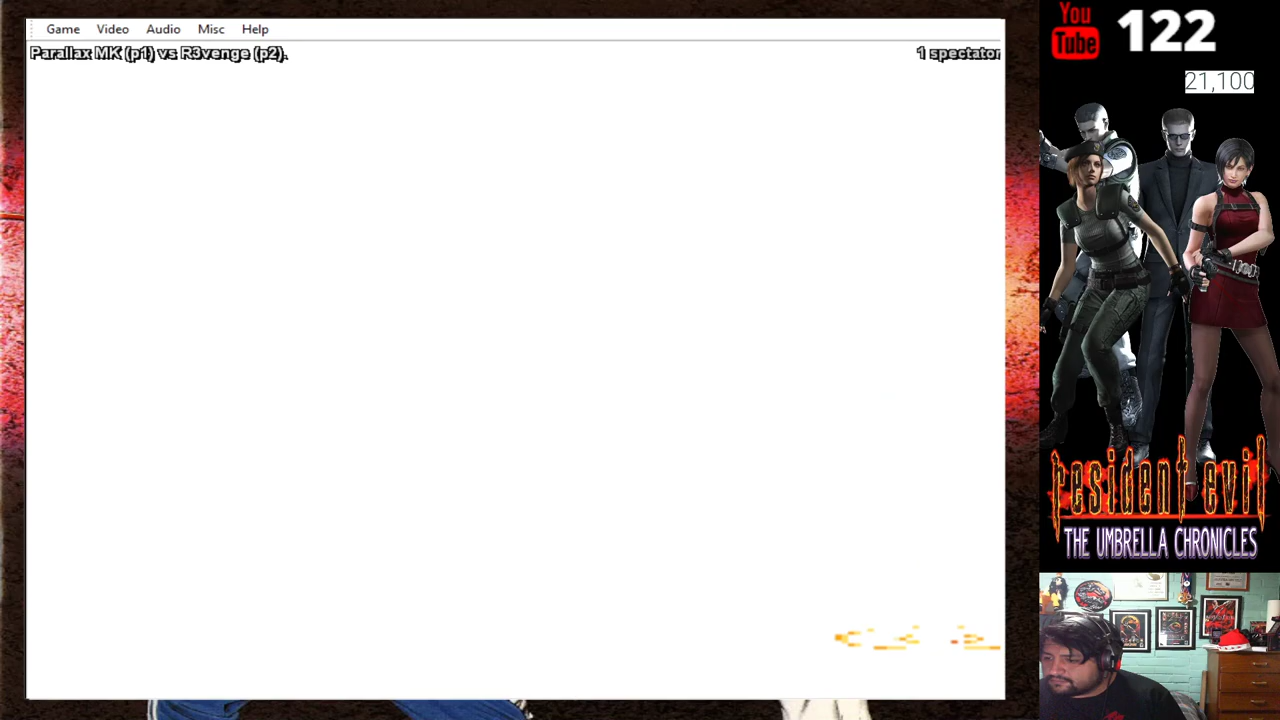 Game Video Audio Misc Help
Parallax MK (p1) vs R3venge (p2).
1 spectator
You
Tube
122
21,100
resident evil
THE UMBRELLA CHRONICLES